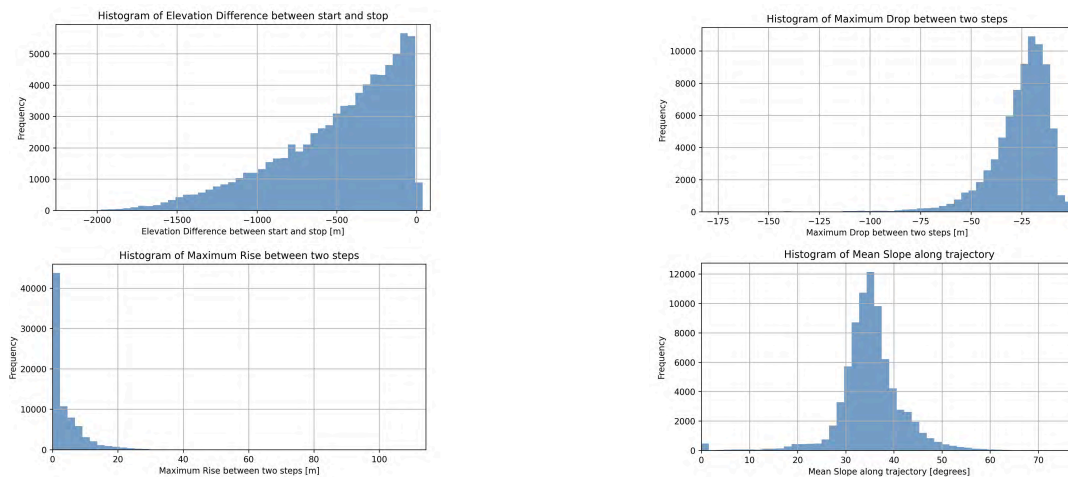 Histogram of Elevation Difference between start and stop
Frequency
5000
4000
3000
2000
1000
0
−2000 −1500 −1000 −500 0
Elevation Difference between start and stop [m]
Histogram of Maximum Drop between two steps
Frequency
10000
8000
6000
4000
2000
0
−175 −150 −125 −100 −75 −50 −25
Maximum Drop between two steps [m]
Histogram of Maximum Rise between two steps
Frequency
40000
30000
20000
10000
0
0 20 40 60 80 100
Maximum Rise between two steps [m]
Histogram of Mean Slope along trajectory
Frequency
12000
10000
8000
6000
4000
2000
0
0 10 20 30 40 50 60 70
Mean Slope along trajectory [degrees]